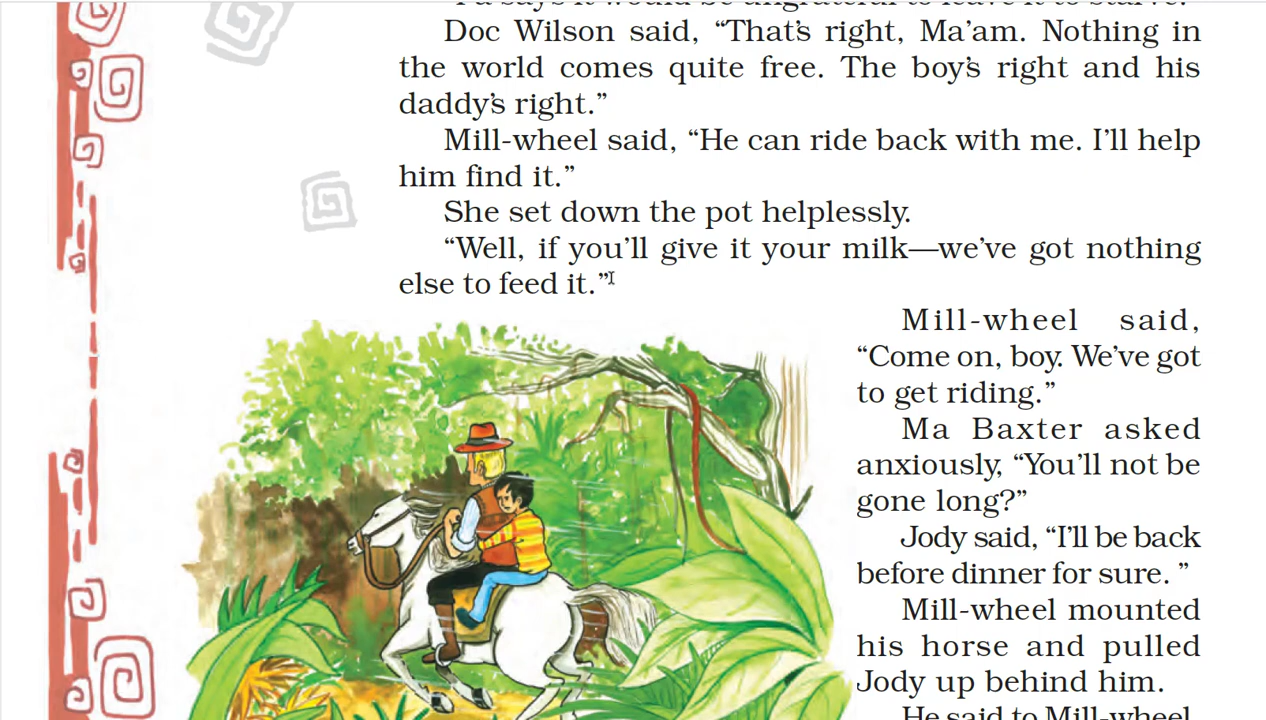 Doc Wilson said, “That’s right, Ma’am. Nothing in
the world comes quite free. The boy’s right and his
daddy’s right.”
Mill-wheel said, “He can ride back with me. I’ll help
him find it.”
She set down the pot helplessly.
“Well, if you’ll give it your milk—we’ve got nothing
else to feed it.”
Mill-wheel said,
“Come on, boy. We’ve got
to get riding.”
Ma Baxter asked
anxiously, “You’ll not be
gone long?”
Jody said, “I’ll be back
before dinner for sure. ”
Mill-wheel mounted
his horse and pulled
Jody up behind him.
He said to Mill-wheel,